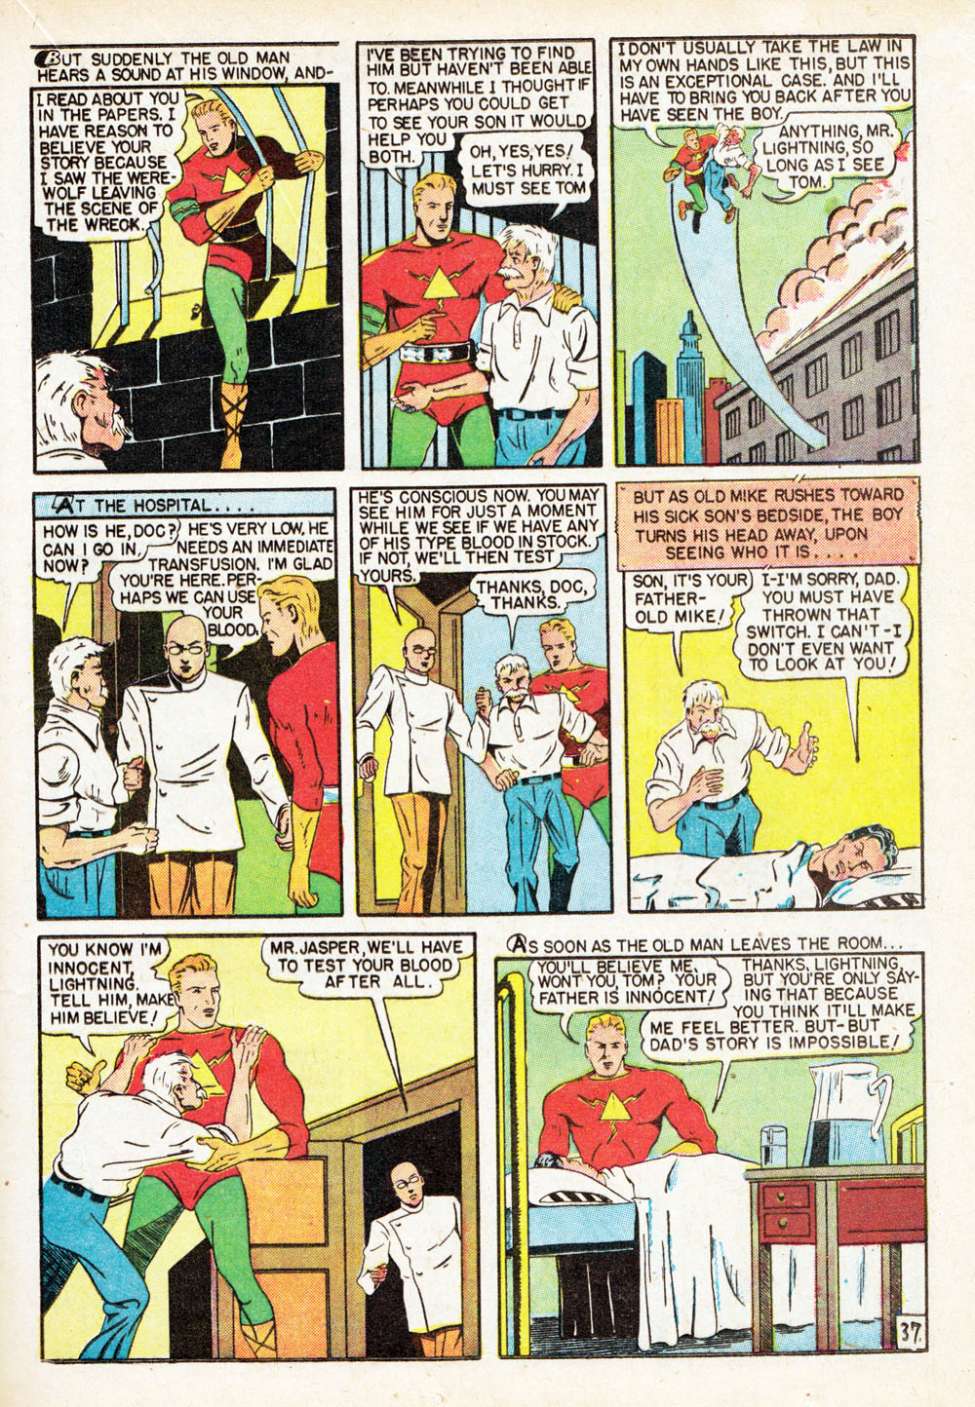 BUT SUDDENLY THE OLD MAN
HEARS A SOUND AT HIS WINDOW, AND-
I READ ABOUT YOU
IN THE PAPERS. I
HAVE REASON TO
BELIEVE YOUR
STORY BECAUSE
I SAW THE WERE-
WOLF LEAVING
THE SCENE OF
THE WRECK.
I'VE BEEN TRYING TO FIND
HIM BUT HAVEN'T BEEN ABLE
TO. MEANWHILE I THOUGHT IF
PERHAPS YOU COULD GET
TO SEE YOUR SON IT WOULD
HELP YOU
BOTH.
OH, YES, YES!
LET'S HURRY. I
MUST SEE TOM
I DON'T USUALLY TAKE THE LAW IN
MY OWN HANDS LIKE THIS, BUT THIS
IS AN EXCEPTIONAL CASE. AND I'LL
HAVE TO BRING YOU BACK AFTER YOU
HAVE SEEN THE BOY.
ANYTHING, MR.
LIGHTNING, SO
LONG AS I SEE
TOM.
AT THE HOSPITAL....
HOW IS HE, DOC?
CAN I GO IN,
NOW?
HE'S VERY LOW. HE
NEEDS AN IMMEDIATE
TRANSFUSION. I'M GLAD
YOU'RE HERE. PER-
HAPS WE CAN USE
YOUR
BLOOD.
HE'S CONSCIOUS NOW. YOU MAY
SEE HIM FOR JUST A MOMENT
WHILE WE SEE IF WE HAVE ANY
OF HIS TYPE BLOOD IN STOCK.
IF NOT, WE'LL THEN TEST
YOURS.
THANKS, DOC,
THANKS.
BUT AS OLD MIKE RUSHES TOWARD
HIS SICK SON'S BEDSIDE, THE BOY
TURNS HIS HEAD AWAY, UPON
SEEING WHO IT IS....
SON, IT'S YOUR
FATHER-
OLD MIKE!
I-I'M SORRY, DAD.
YOU MUST HAVE
THROWN THAT
SWITCH. I CAN'T-I
DON'T EVEN WANT
TO LOOK AT YOU!
YOU KNOW I'M
INNOCENT,
LIGHTNING.
TELL HIM, MAKE
HIM BELIEVE!
MR. JASPER, WE'LL HAVE
TO TEST YOUR BLOOD
AFTER ALL.
AS SOON AS THE OLD MAN LEAVES THE ROOM...
YOU'LL BELIEVE ME,
WONT YOU, TOM? YOUR
FATHER IS INNOCENT!
THANKS, LIGHTNING,
BUT YOU'RE ONLY SAY-
ING THAT BECAUSE
YOU THINK IT'LL MAKE
ME FEEL BETTER. BUT-BUT
DAD'S STORY IS IMPOSSIBLE!
37